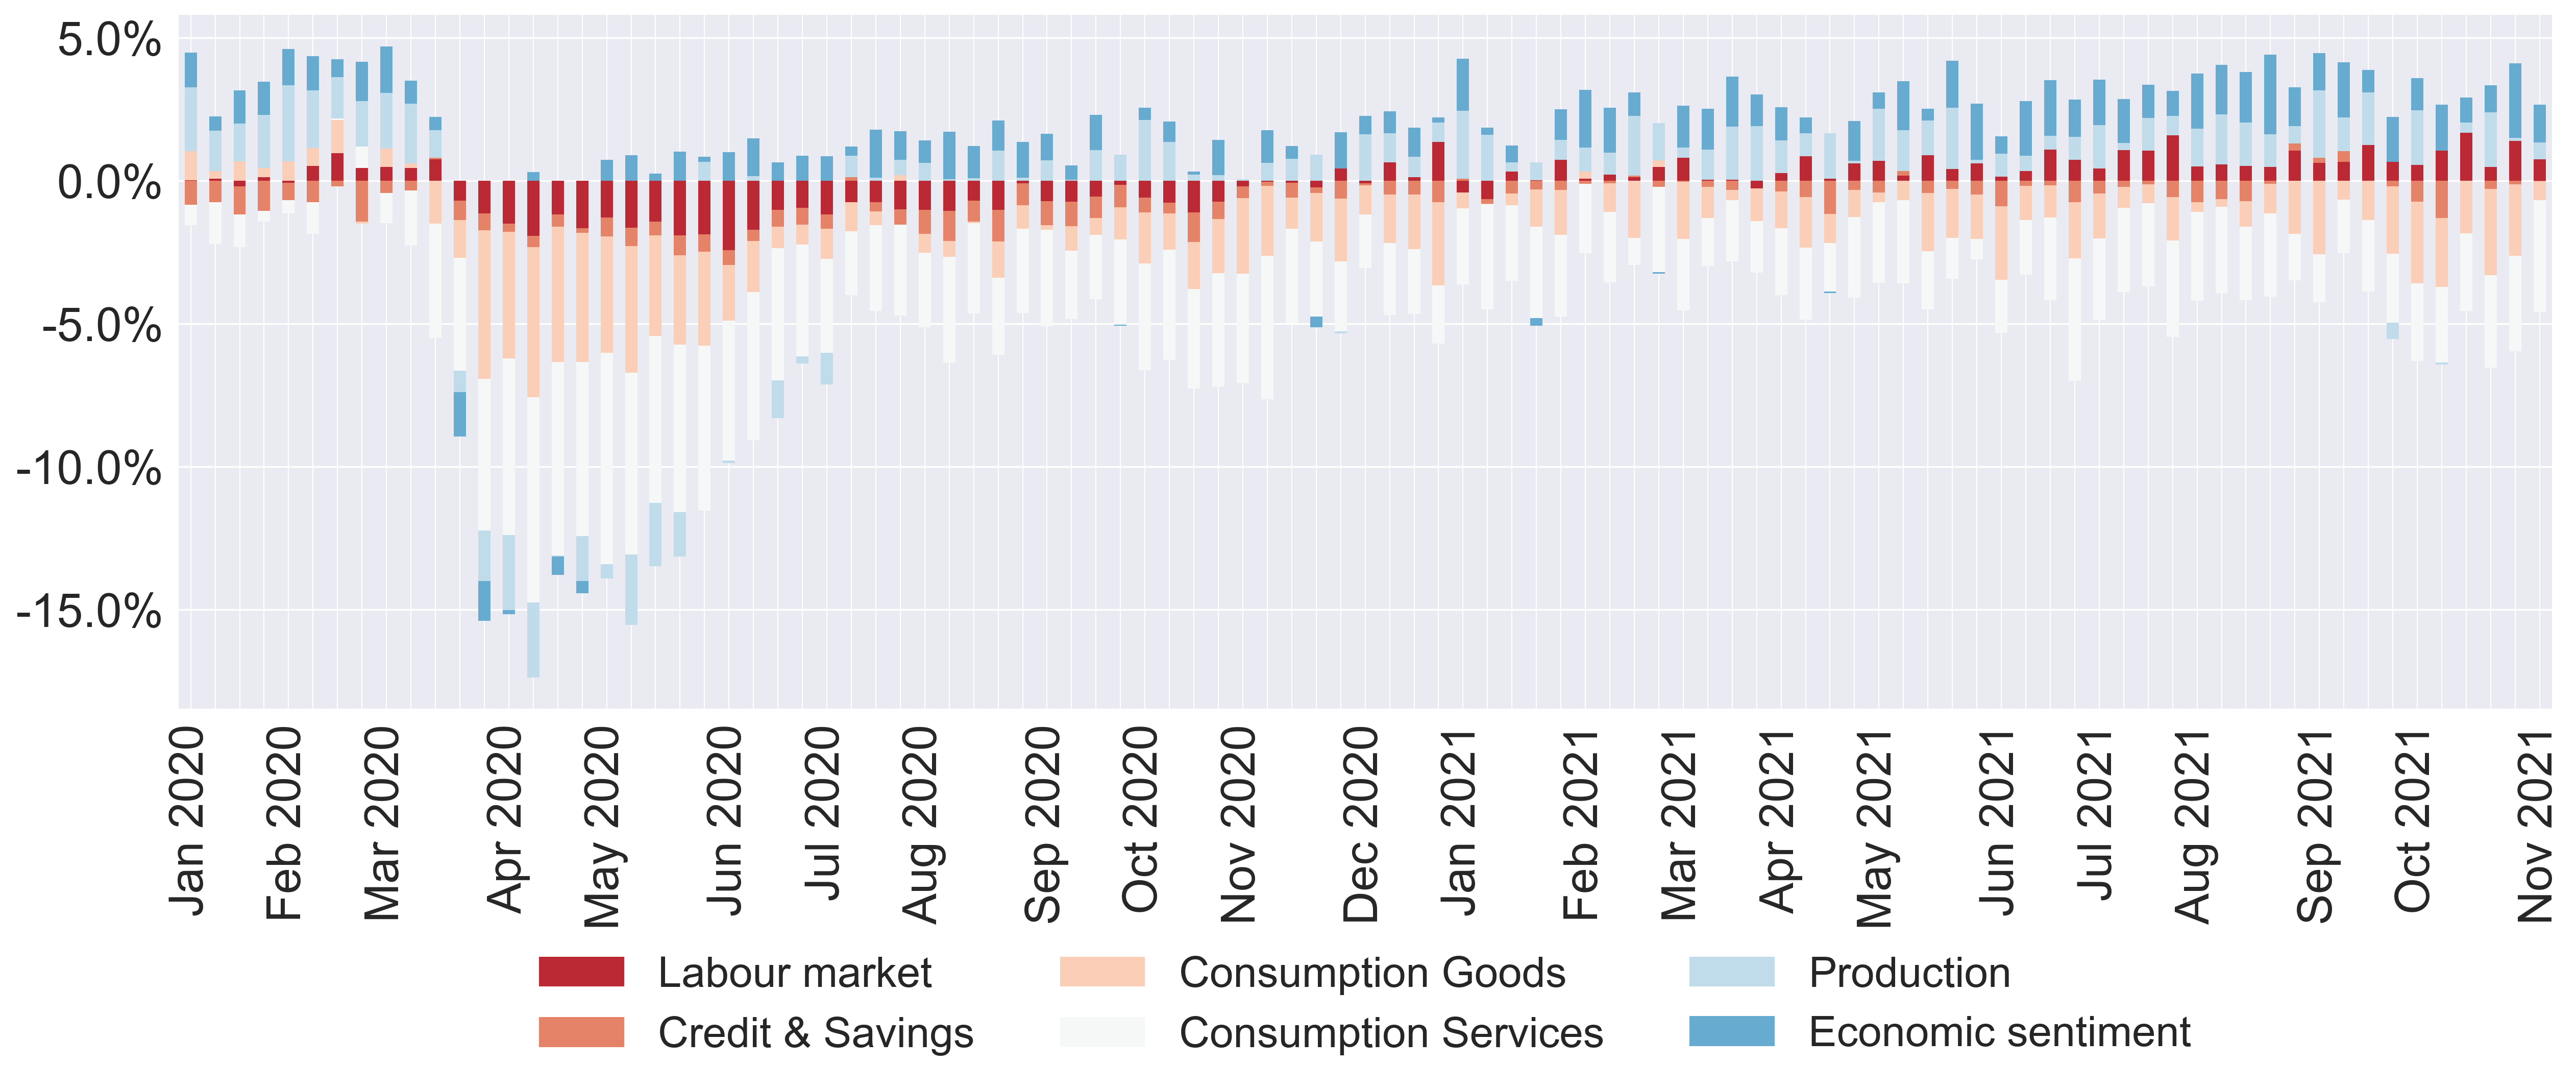 5.0%
0.0%
-5.0%
-10.0%
-15.0%
Jan 2020
Feb 2020
Mar 2020
Apr 2020
May 2020
Jun 2020
Jul 2020
Aug 2020
Sep 2020
Oct 2020
Nov 2020
Dec 2020
Jan 2021
Feb 2021
Mar 2021
Apr 2021
May 2021
Jun 2021
Jul 2021
Aug 2021
Sep 2021
Oct 2021
Nov 2021
Labour market
Credit & Savings
Consumption Goods
Consumption Services
Production
Economic sentiment